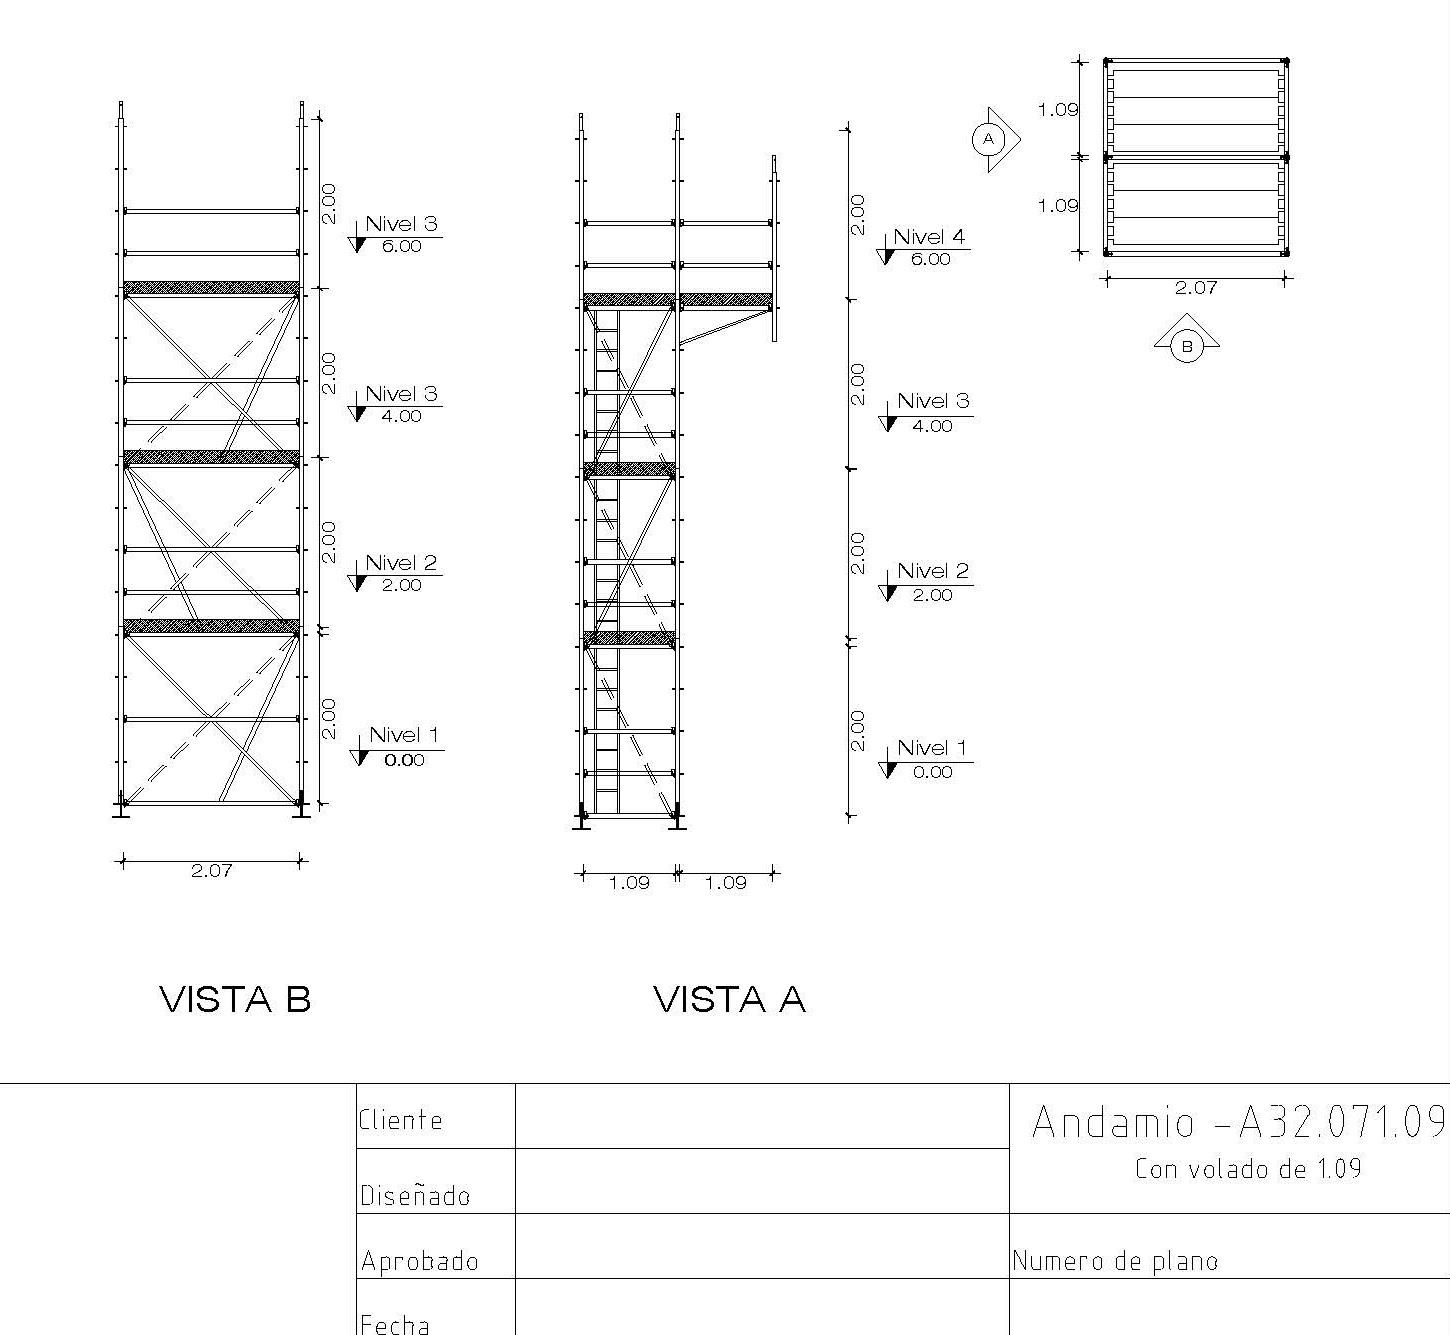 2.00
Nivel 3
6.00
2.00
Nivel 3
4.00
2.00
Nivel 2
2.00
2.00
Nivel 1
0.00
2.07
VISTA B
2.00
Nivel 4
6.00
2.00
Nivel 3
4.00
2.00
Nivel 2
2.00
2.00
Nivel 1
0.00
1.09 1.09
VISTA A
1.09
A
1.09
2.07
B
Cliente
Diseñado
Aprobado
Fecha
Andamio -A32.071.09
Con volado de 1.09
Numero de plano